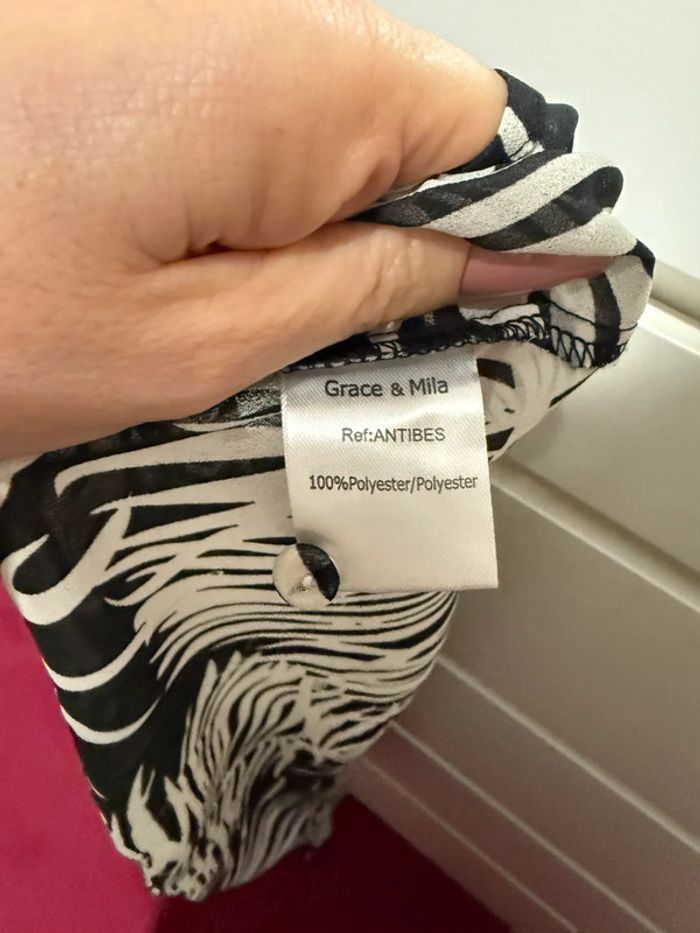 Grace & Mila
Ref:ANTIBES
100%Polyester/Polyester